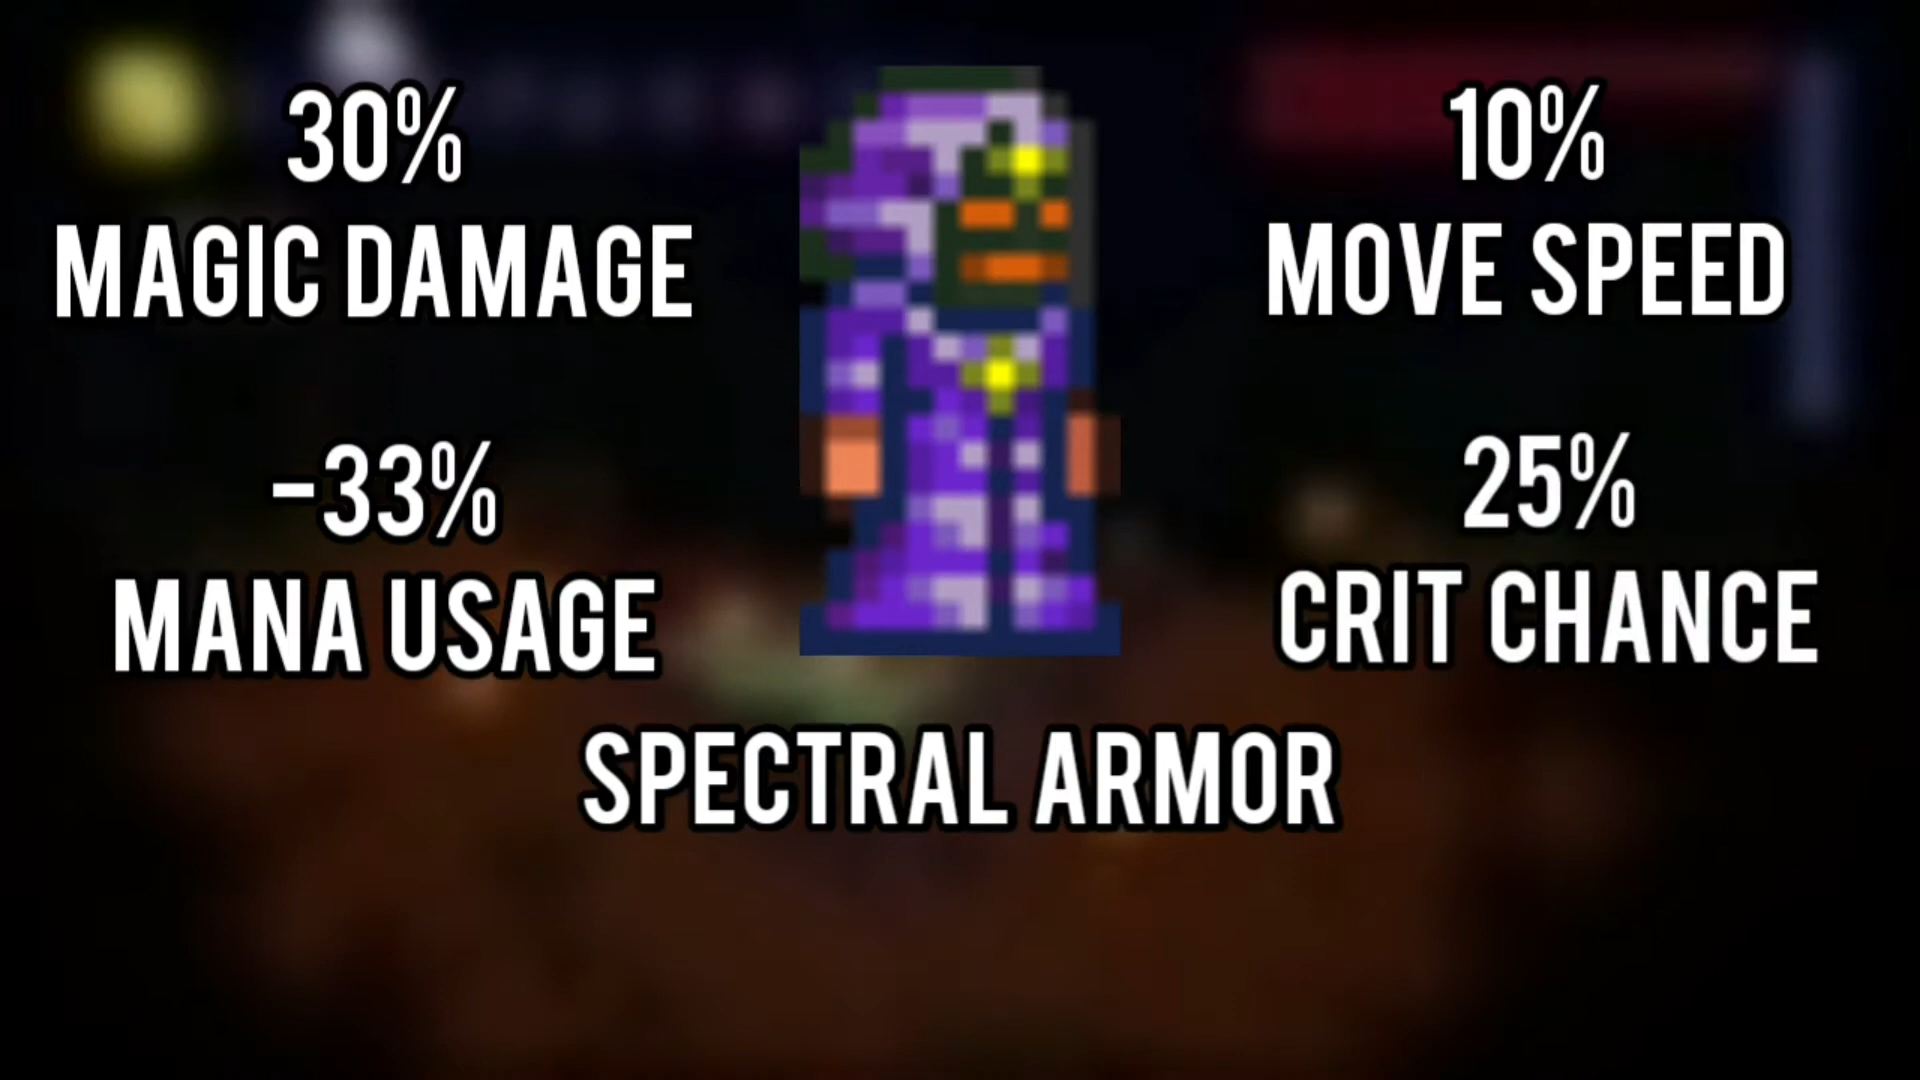 30%
MAGIC DAMAGE
10%
MOVE SPEED
-33%
MANA USAGE
25%
CRIT CHANCE
SPECTRAL ARMOR